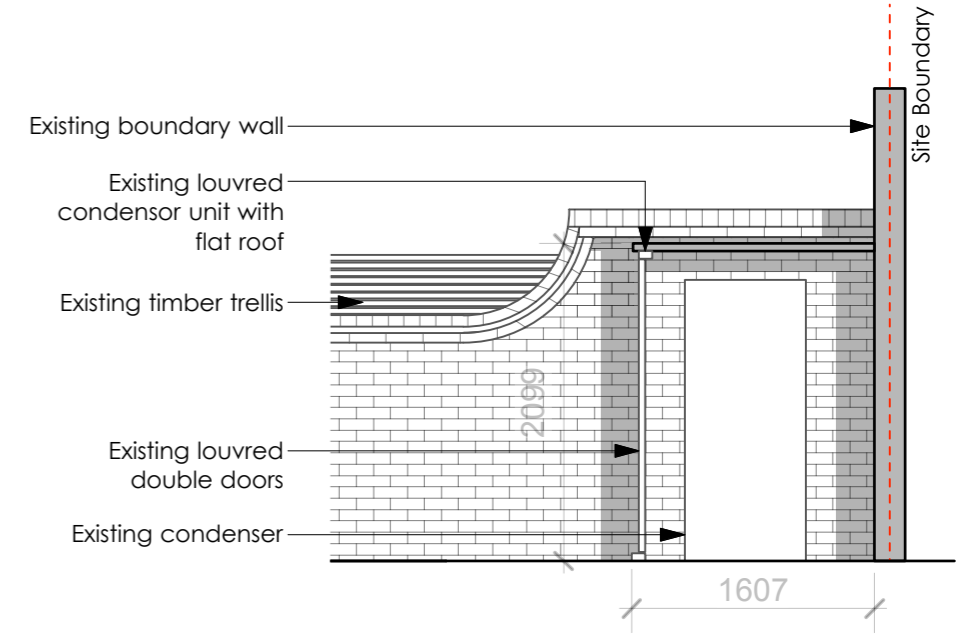 Site Boundary
Existing boundary wall
Existing louvred
condensor unit with
flat roof
Existing timber trellis
2099
Existing louvred
double doors
Existing condenser
1607